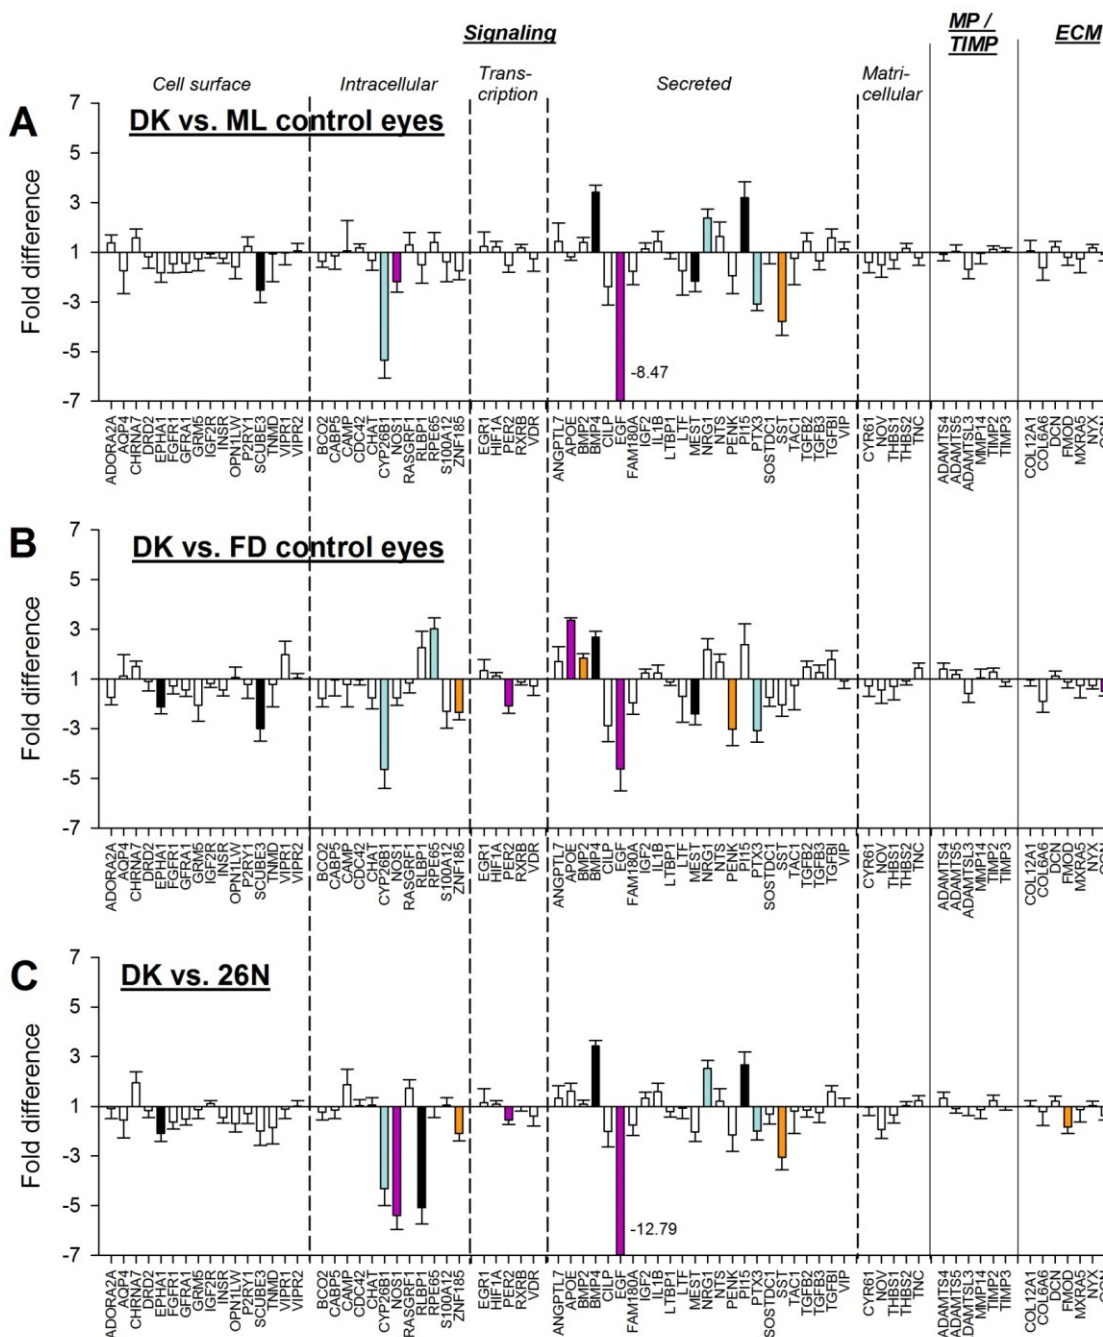 Signaling
MP /
TIMP
ECM
Cell surface
Intracellular
Trans-
cription
Secreted
Matri-
cellular
A
DK vs. ML control eyes
Fold difference
7
5
3
1
-1
-3
-5
-7
-8.47
ADORA2A
AQP4
CHRNA7
DRD2
EPHA1
FGFR1
GFRA1
GRM5
IGF2R
INSR
OPN1LW
P2RY1
SCUBE3
TNMD
VIPR1
VIPR2
BCO2
CABP5
CAMP
CDC42
CHAT
CYP26B1
NOS1
RASGRF1
RLBP1
RPE65
S100A12
ZNF185
EGR1
HIF1A
PER2
RXRB
VDR
ANGPTL7
APOE
BMP2
BMP4
CILP
EGF
FAM180A
IGF2
IL1B
LTBP1
LTF
MEST
NRG1
NTS
PENK
PI15
PTX3
SOSTDC1
SST
TAC1
TGFB2
TGFB3
TGFBI
VIP
CYR61
NOV
THBS1
THBS2
TNC
ADAMTS4
ADAMTS5
ADAMTSL3
MMP14
TIMP2
TIMP3
COL12A1
COL6A6
DCN
FMOD
MXRA5
NYX
B
DK vs. FD control eyes
Fold difference
7
5
3
1
-1
-3
-5
-7
ADORA2A
AQP4
CHRNA7
DRD2
EPHA1
FGFR1
GFRA1
GRM5
IGF2R
INSR
OPN1LW
P2RY1
SCUBE3
TNMD
VIPR1
VIPR2
BCO2
CABP5
CAMP
CDC42
CHAT
CYP26B1
NOS1
RASGRF1
RLBP1
RPE65
S100A12
ZNF185
EGR1
HIF1A
PER2
RXRB
VDR
ANGPTL7
APOE
BMP2
BMP4
CILP
EGF
FAM180A
IGF2
IL1B
LTBP1
LTF
MEST
NRG1
NTS
PENK
PI15
PTX3
SOSTDC1
SST
TAC1
TGFB2
TGFB3
TGFBI
VIP
CYR61
NOV
THBS1
THBS2
TNC
ADAMTS4
ADAMTS5
ADAMTSL3
MMP14
TIMP2
TIMP3
COL12A1
COL6A6
DCN
FMOD
MXRA5
NYX
C
DK vs. 26N
Fold difference
7
5
3
1
-1
-3
-5
-7
-12.79
ADORA2A
AQP4
CHRNA7
DRD2
EPHA1
FGFR1
GFRA1
GRM5
IGF2R
INSR
OPN1LW
P2RY1
SCUBE3
TNMD
VIPR1
VIPR2
BCO2
CABP5
CAMP
CDC42
CHAT
CYP26B1
NOS1
RASGRF1
RLBP1
RPE65
S100A12
ZNF185
EGR1
HIF1A
PER2
RXRB
VDR
ANGPTL7
APOE
BMP2
BMP4
CILP
EGF
FAM180A
IGF2
IL1B
LTBP1
LTF
MEST
NRG1
NTS
PENK
PI15
PTX3
SOSTDC1
SST
TAC1
TGFB2
TGFB3
TGFBI
VIP
CYR61
NOV
THBS1
THBS2
TNC
ADAMTS4
ADAMTS5
ADAMTSL3
MMP14
TIMP2
TIMP3
COL12A1
COL6A6
DCN
FMOD
MXRA5
NYX